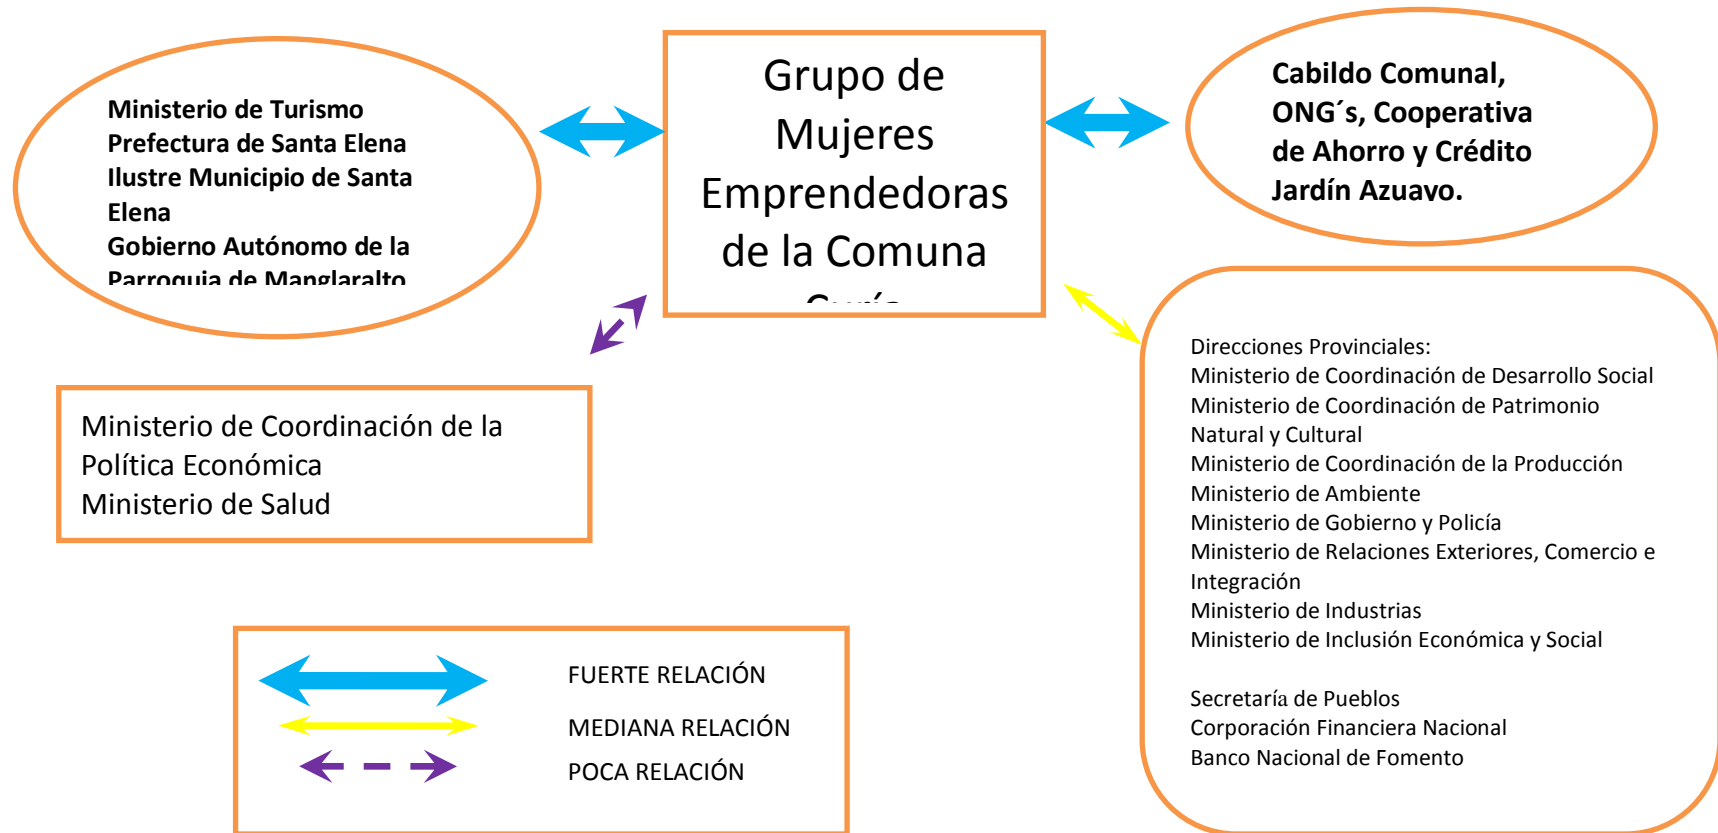 Ministerio de Turismo
Prefectura de Santa Elena
Ilustre Municipio de Santa
Elena
Gobierno Autónomo de la
Parroquia de Manglaralto
Grupo de
Mujeres
Emprendedoras
de la Comuna
Curía
Cabildo Comunal,
ONG´s, Cooperativa
de Ahorro y Crédito
Jardín Azuayo.
Ministerio de Coordinación de la
Política Económica
Ministerio de Salud
Direcciones Provinciales:
Ministerio de Coordinación de Desarrollo Social
Ministerio de Coordinación de Patrimonio
Natural y Cultural
Ministerio de Coordinación de la Producción
Ministerio de Ambiente
Ministerio de Gobierno y Policía
Ministerio de Relaciones Exteriores, Comercio e
Integración
Ministerio de Industrias
Ministerio de Inclusión Económica y Social
Secretaría de Pueblos
Corporación Financiera Nacional
Banco Nacional de Fomento
FUERTE RELACIÓN
MEDIANA RELACIÓN
POCA RELACIÓN